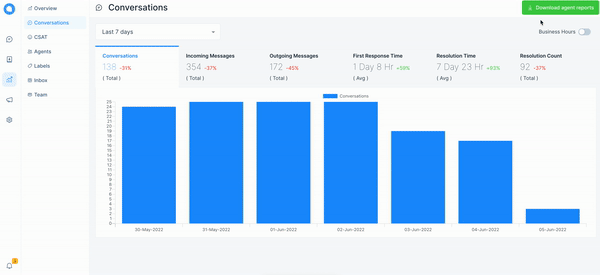 Overview
Conversations
CSAT
Agents
Labels
Inbox
Team
Conversations
Download agent reports
Last 7 days
Business Hours
Conversations
138 -31%
( Total )
Incoming Messages
354 -37%
( Total )
Outgoing Messages
172 -45%
( Total )
First Response Time
1 Day 8 Hr +59%
( Avg )
Resolution Time
7 Day 23 Hr +83%
( Avg )
Resolution Count
92 -37%
( Total )
Conversations
25
24
23
22
21
20
19
18
17
16
15
14
13
12
11
10
9
8
7
6
5
4
3
2
1
0
30-May-2022
31-May-2022
01-Jun-2022
02-Jun-2022
03-Jun-2022
04-Jun-2022
05-Jun-2022